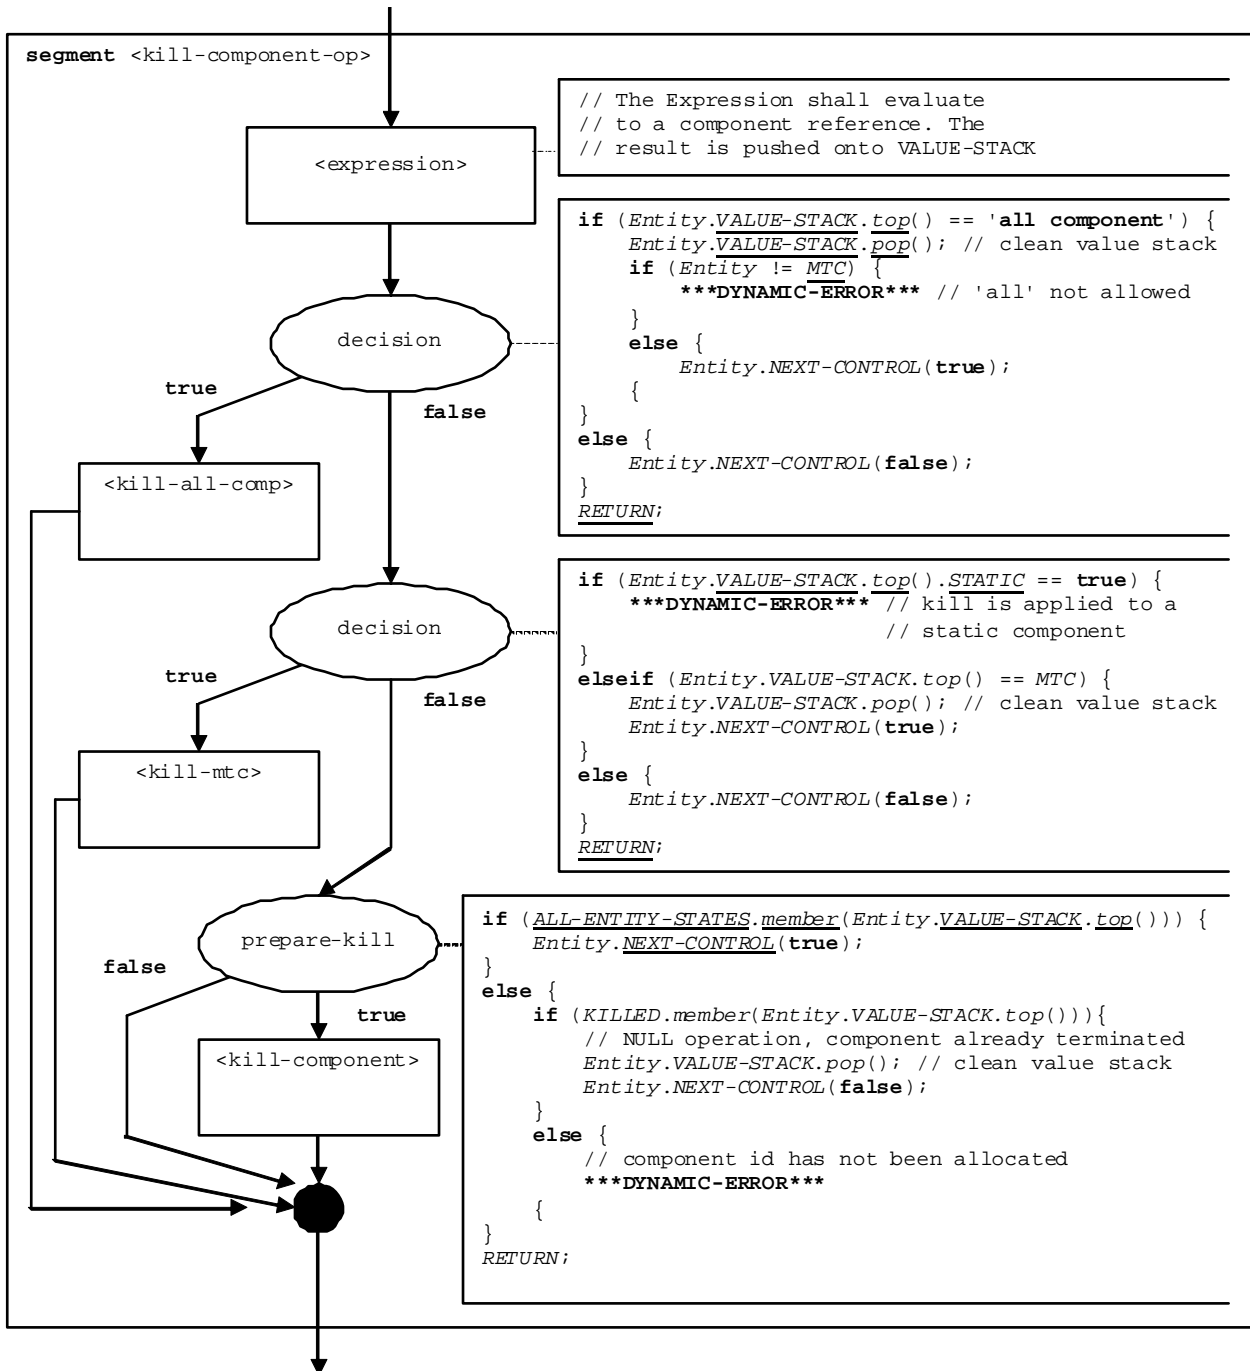 segment <kill-component-op>
// The Expression shall evaluate
// to a component reference. The
// result is pushed onto VALUE-STACK
<expression>
if (Entity.VALUE-STACK.top() == 'all component') {
Entity.VALUE-STACK.pop(); // clean value stack
if (Entity != MTC) {
***DYNAMIC-ERROR*** // 'all' not allowed
}
else {
Entity.NEXT-CONTROL(true);
{
}
else {
Entity.NEXT-CONTROL(false);
}
RETURN;
decision
true
false
<kill-all-comp>
if (Entity.VALUE-STACK.top().STATIC == true) {
***DYNAMIC-ERROR*** // kill is applied to a
// static component
}
elseif (Entity.VALUE-STACK.top() == MTC) {
Entity.VALUE-STACK.pop(); // clean value stack
Entity.NEXT-CONTROL(true);
}
else {
Entity.NEXT-CONTROL(false);
}
RETURN;
decision
true
false
<kill-mtc>
if (ALL-ENTITY-STATES.member(Entity.VALUE-STACK.top())) {
Entity.NEXT-CONTROL(true);
}
else {
if (KILLED.member(Entity.VALUE-STACK.top())){
// NULL operation, component already terminated
Entity.VALUE-STACK.pop(); // clean value stack
Entity.NEXT-CONTROL(false);
}
else {
// component id has not been allocated
***DYNAMIC-ERROR***
{
}
RETURN;
prepare-kill
false
true
<kill-component>